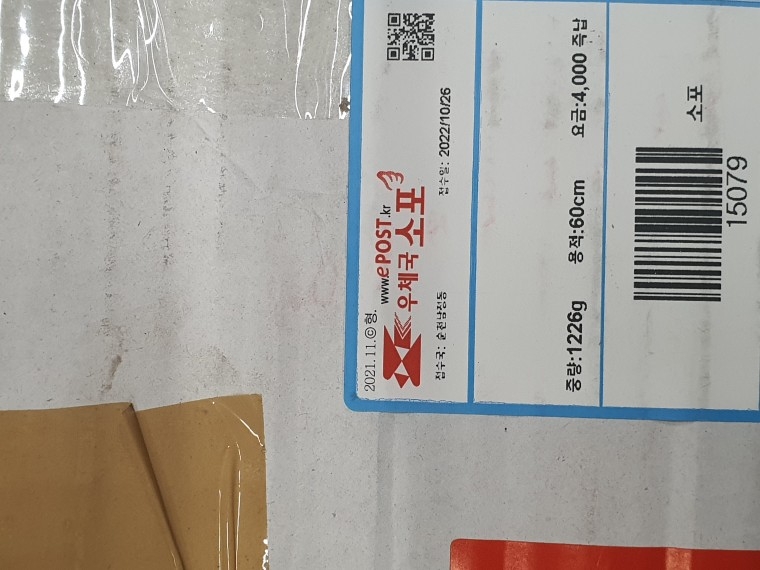 2021.11.ⓒ형.
www.ePOST.kr
우체국 소포
접수국: 순천남정동 접수일: 2022/10/26
중량:1226g 용적:60cm 요금:4,000 즉납
소포
15079